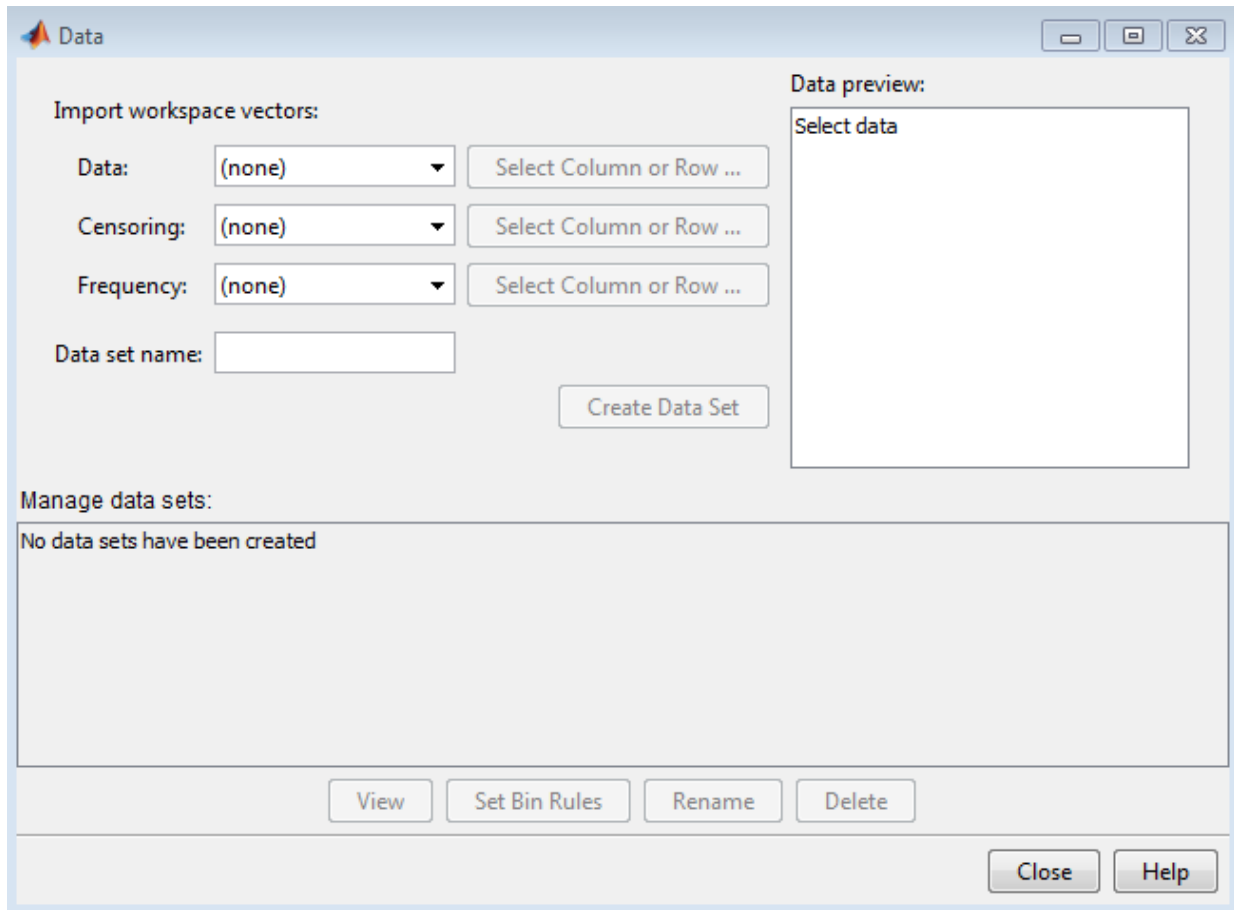 Data
Data preview:
Import workspace vectors:
Select data
Data: (none) Select Column or Row ...
Censoring: (none) Select Column or Row ...
Frequency: (none) Select Column or Row ...
Data set name:
Create Data Set
Manage data sets:
No data sets have been created
View Set Bin Rules Rename Delete
Close Help